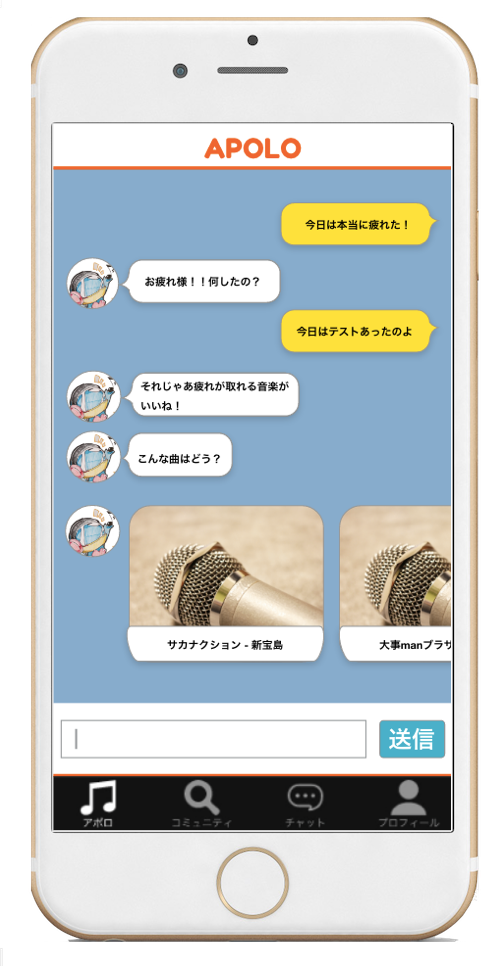 APOLO
今日は本当に疲れた！
お疲れ様！！何したの？
今日はテストあったのよ
それじゃあ疲れが取れる音楽が
いいね！
こんな曲はどう？
サカナクション - 新宝島
大事manブラサ
送信
アポロ
コミュニティ
チャット
プロフィール